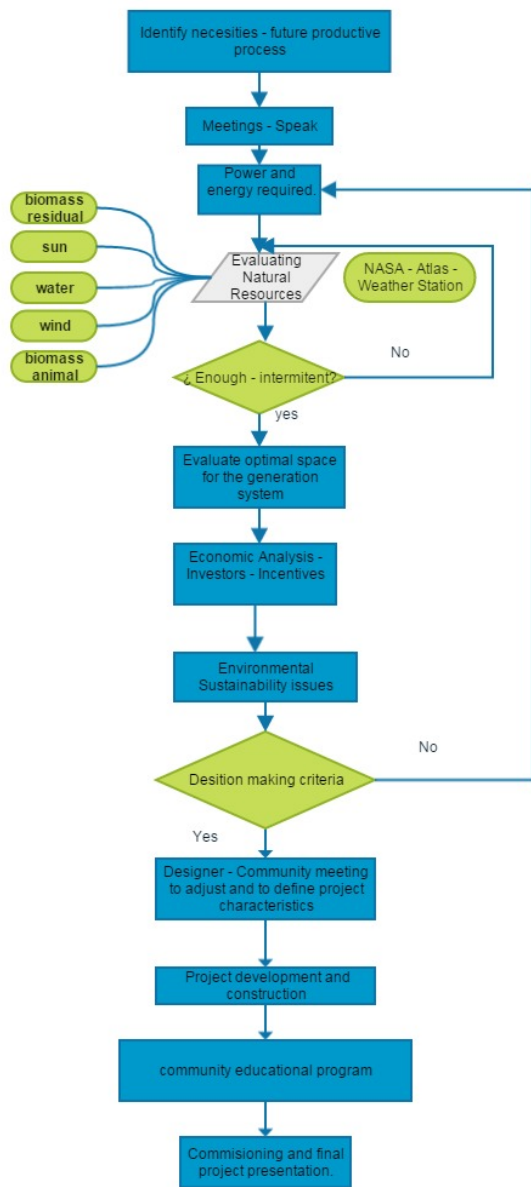 Identify necesities - future productive
process
Meetings - Speak
Power and
energy required.
biomass
residual
sun
water
wind
biomass
animal
Evaluating
Natural
Resources
NASA - Atlas -
Weather Station
¿ Enough - intermitent?
No
yes
Evaluate optimal space
for the generation
system
Economic Analysis -
Investors - Incentives
Environmental
Sustainability issues
Desition making criteria
No
Yes
Designer - Community meeting
to adjust and to define project
characteristics
Project development and
construction
community educational program
Commisioning and final
project presentation.